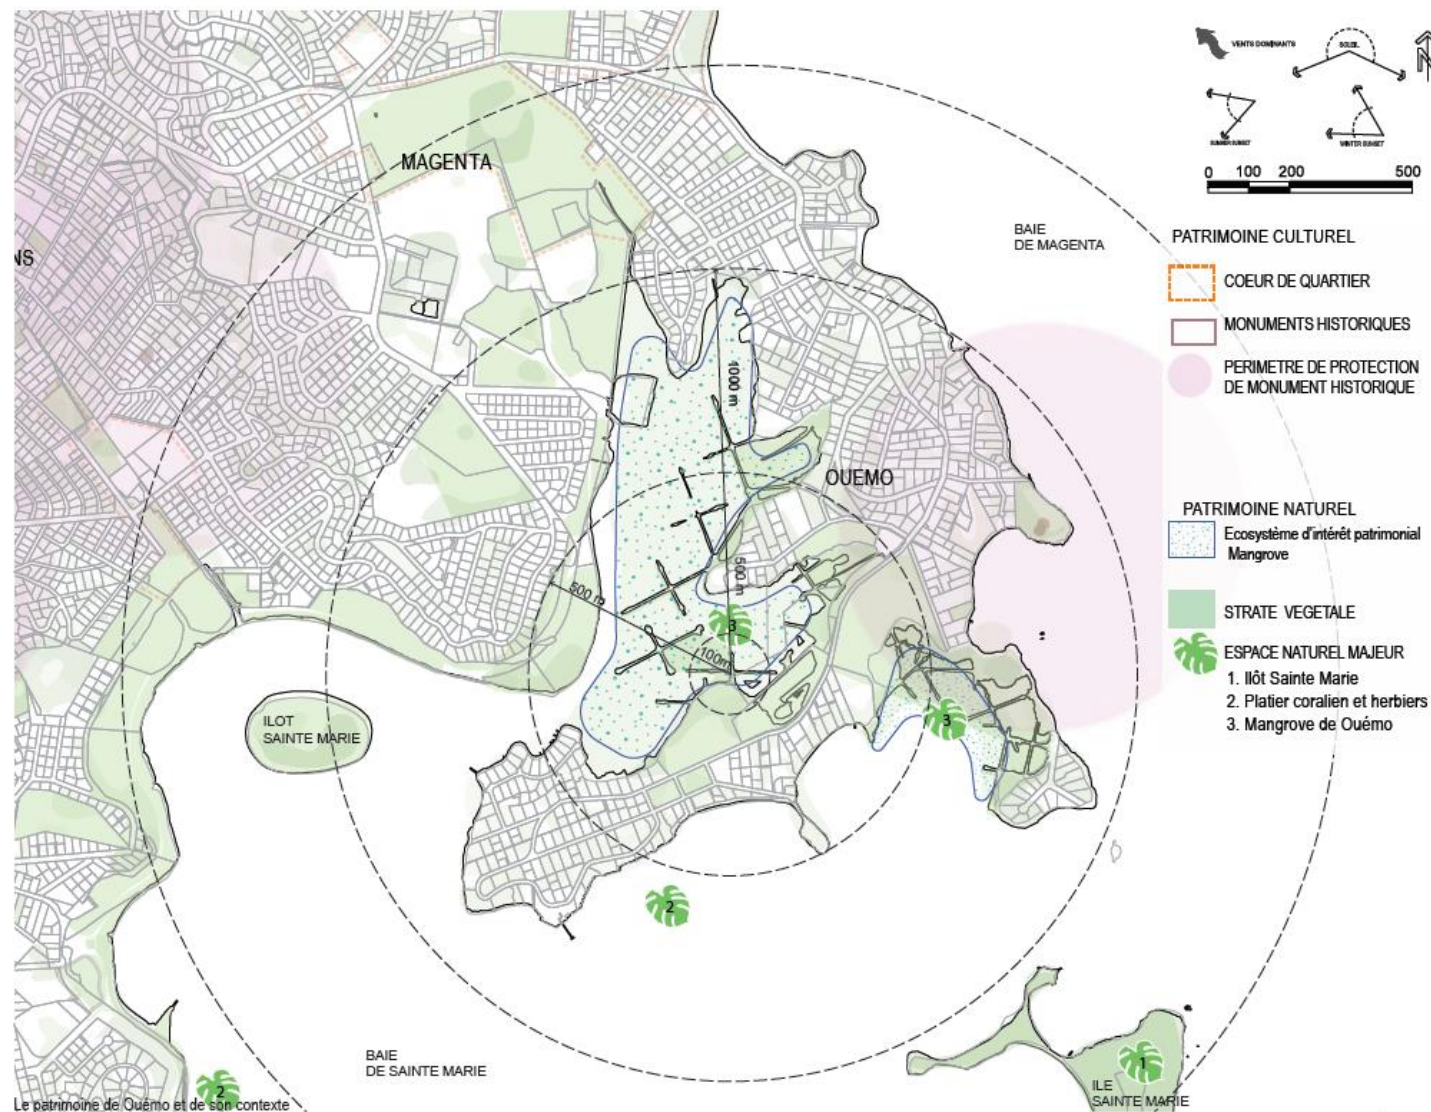 VENTS DOMINANTS
SOLEIL
N
SUMMER SUNSET
WINTER SUNSET
0 100 200 500
MAGENTA
BAIE
DE MAGENTA
NS
PATRIMOINE CULTUREL
COEUR DE QUARTIER
MONUMENTS HISTORIQUES
PERIMETRE DE PROTECTION
DE MONUMENT HISTORIQUE
1000 m
OUEMO
PATRIMOINE NATUREL
Ecosystème d'intérêt patrimonial
Mangrove
500 m
500 m
3
100m
STRATE VEGETALE
ESPACE NATUREL MAJEUR
1. Ilôt Sainte Marie
2. Platier coralien et herbiers
3. Mangrove de Ouémo
ILOT
SAINTE MARIE
3
2
BAIE
DE SAINTE MARIE
1
ILE
SAINTE MARIE
2
Le patrimoine de Ouémo et de son contexte